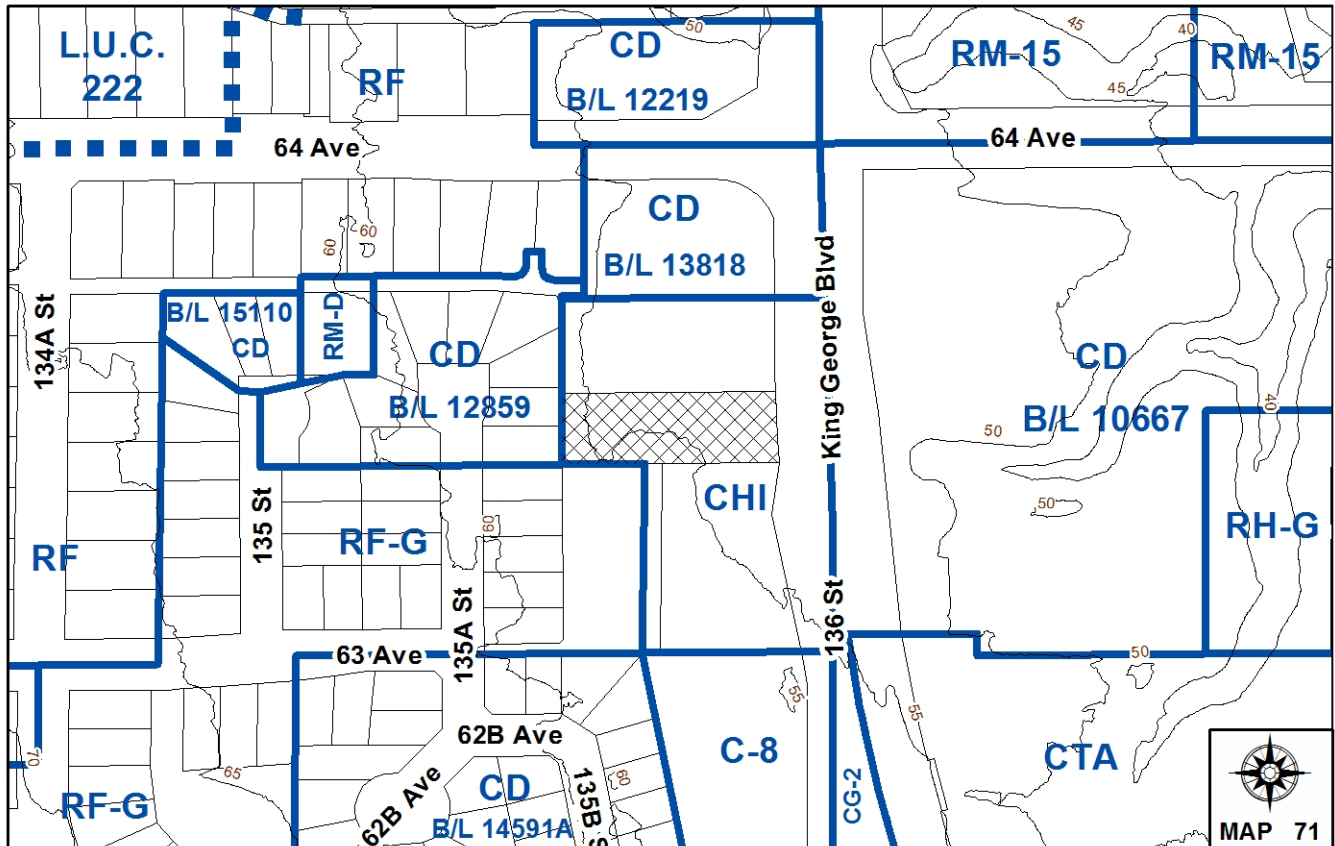 L.U.C.
222
RF
CD
B/L 12219
50
RM-15
45
40
RM-15
45
64 Ave
64 Ave
CD
B/L 13818
60
60
King George Blvd
134A St
B/L 15110
CD
RM-D
CD
B/L 12859
CD
B/L 10667
50
40
50
CHI
RH-G
135 St
RF-G
60
RF
135A St
136 St
63 Ave
50
55
55
70
65
62B Ave
C-8
CTA
RF-G
62B Ave
CD
B/L 14591A
135B S
60
CG-2
MAP 71